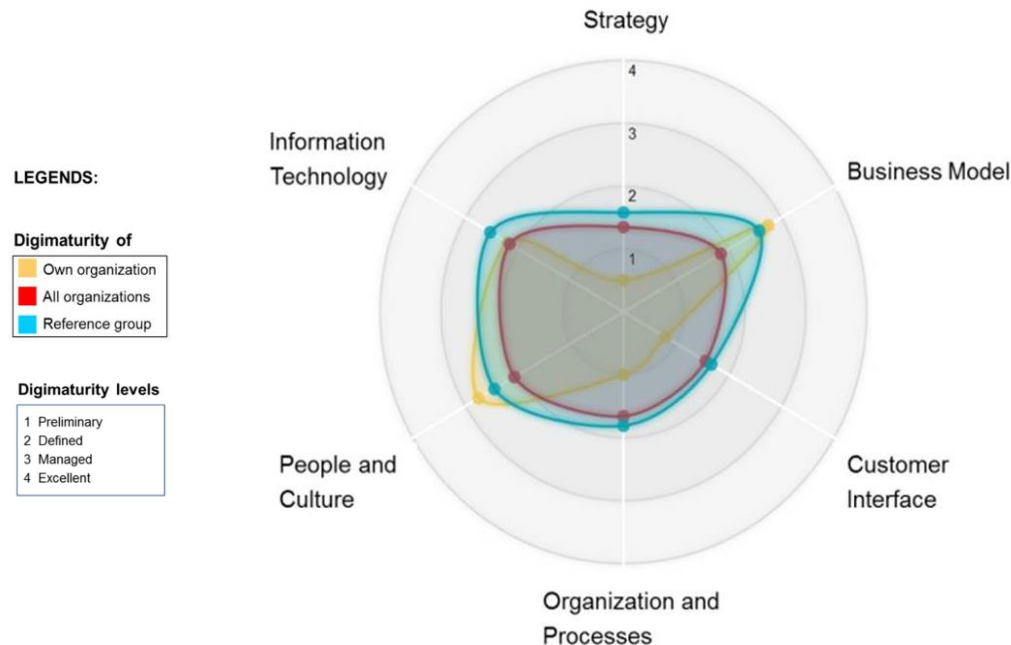 LEGENDS:
Digimaturity of
Own organization
All organizations
Reference group
Digimaturity levels
1 Preliminary
2 Defined
3 Managed
4 Excellent
Strategy
4
3
2
1
Business Model
Customer
Interface
Organization and
Processes
People and
Culture
Information
Technology